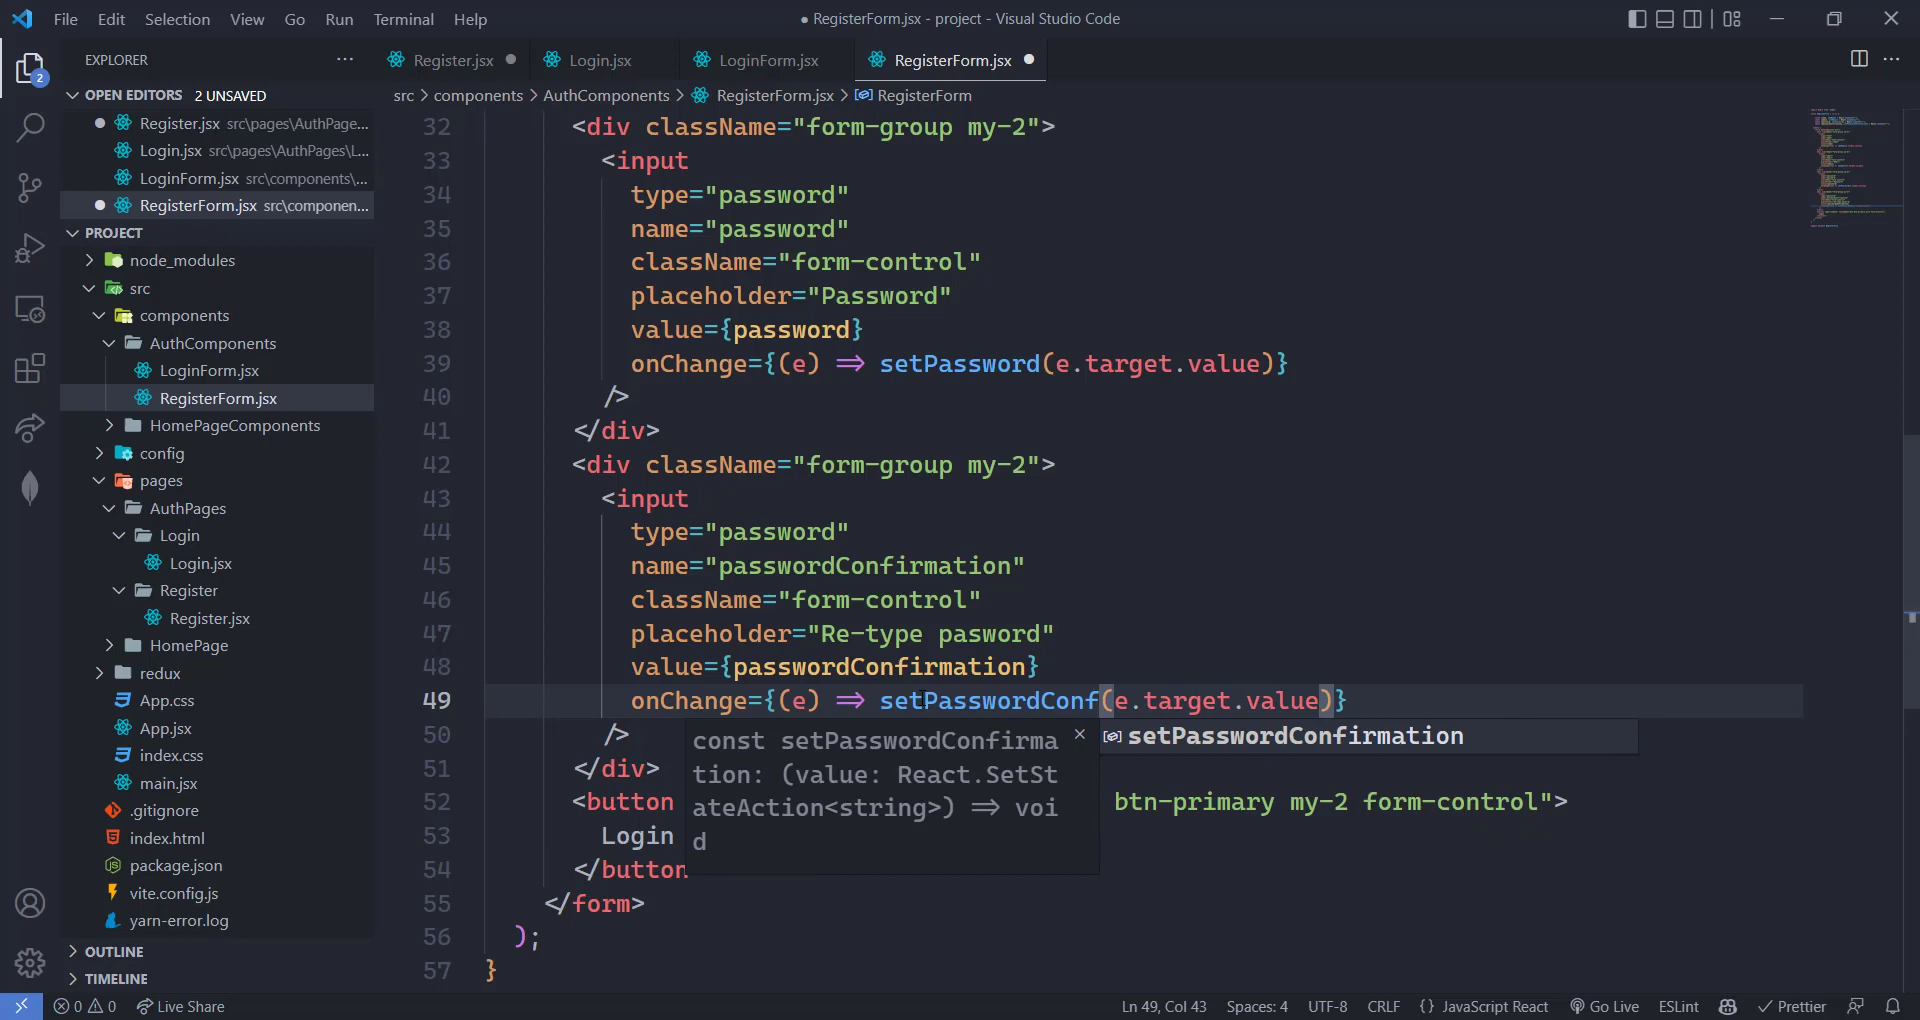 File Edit Selection View Go Run Terminal Help
● RegisterForm.jsx - project - Visual Studio Code
EXPLORER
Register.jsx
Login.jsx
LoginForm.jsx
RegisterForm.jsx
OPEN EDITORS 2 UNSAVED
src > components > AuthComponents > RegisterForm.jsx > RegisterForm
2
Register.jsx src\pages\AuthPage...
Login.jsx src\pages\AuthPages\L...
LoginForm.jsx src\components\...
RegisterForm.jsx src\componen...
PROJECT
node_modules
src
components
AuthComponents
LoginForm.jsx
RegisterForm.jsx
HomePageComponents
config
pages
AuthPages
Login
Login.jsx
Register
Register.jsx
HomePage
redux
App.css
App.jsx
index.css
main.jsx
.gitignore
index.html
package.json
vite.config.js
yarn-error.log
OUTLINE
TIMELINE
32 <div className="form-group my-2">
33 <input
34 type="password"
35 name="password"
36 className="form-control"
37 placeholder="Password"
38 value={password}
39 onChange={(e) => setPassword(e.target.value)}
40 />
41 </div>
42 <div className="form-group my-2">
43 <input
44 type="password"
45 name="passwordConfirmation"
46 className="form-control"
47 placeholder="Re-type pasword"
48 value={passwordConfirmation}
49 onChange={(e) => setPasswordConf(e.target.value)}
50 />
51 </div>
52 <button btn-primary my-2 form-control">
53 Login
54 </button
55 </form>
56 );
57 }
const setPasswordConfirma
tion: (value: React.SetSt
ateAction<string>) => voi
d
setPasswordConfirmation
0 0 Live Share
Ln 49, Col 43 Spaces: 4 UTF-8 CRLF {} JavaScript React Go Live ESLint Prettier